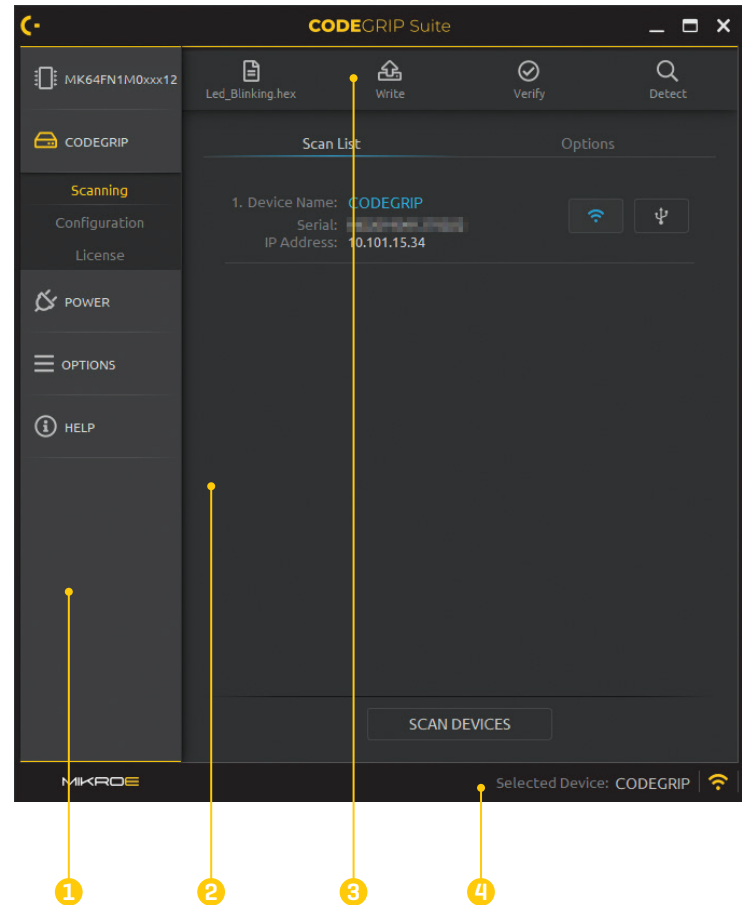 CODEGRIP Suite
MK64FN1M0xxx12
Led_Blinking.hex
Write
Verify
Detect
CODEGRIP
Scanning
Configuration
License
POWER
OPTIONS
HELP
Scan List
Options
1. Device Name: CODEGRIP
Serial:
IP Address: 10.101.15.34
SCAN DEVICES
MIKROE
Selected Device: CODEGRIP
1
2
3
4